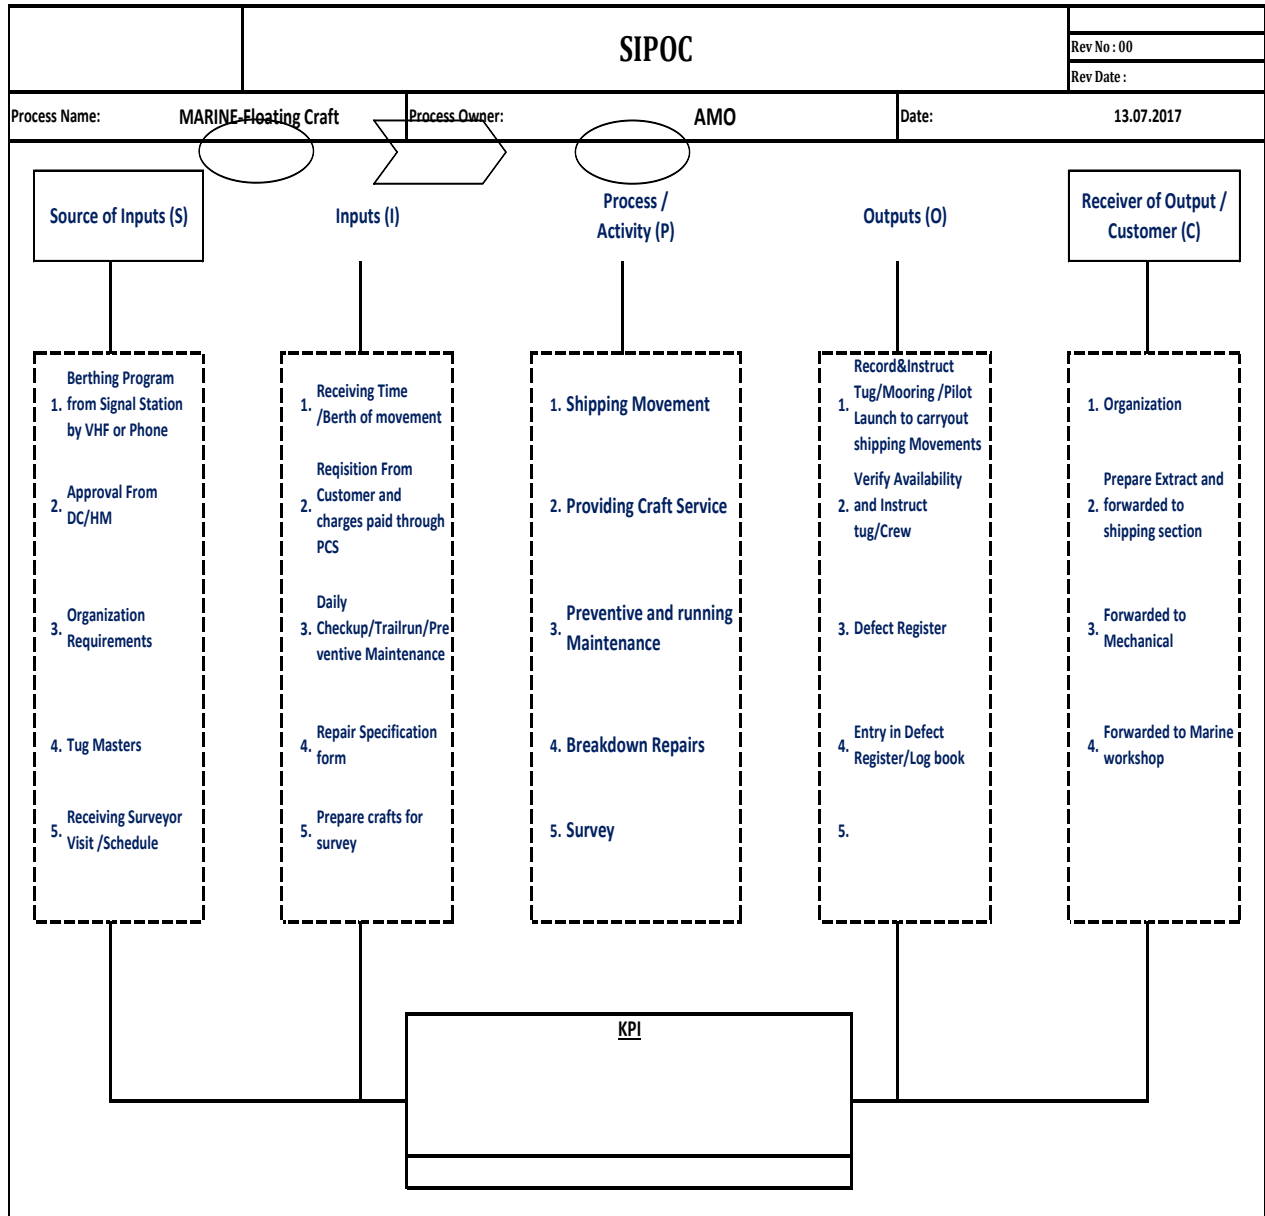 SIPOC
Rev No : 00
Rev Date :
Process Name:
MARINE-Floating Craft
Process Owner:
AMO
Date:
13.07.2017
Source of Inputs (S)
Inputs (I)
Process /
Activity (P)
Outputs (O)
Receiver of Output /
Customer (C)
Berthing Program
1. from Signal Station
by VHF or Phone
2. Approval From
DC/HM
3. Organization
Requirements
4. Tug Masters
5. Receiving Surveyor
Visit /Schedule
1. Receiving Time
/Berth of movement
Reqisition From
2. Customer and
charges paid through
PCS
Daily
3. Checkup/Trailrun/Pre
ventive Maintenance
4. Repair Specification
form
5. Prepare crafts for
survey
1. Shipping Movement
2. Providing Craft Service
3. Preventive and running
Maintenance
4. Breakdown Repairs
5. Survey
Record&Instruct
1. Tug/Mooring /Pilot
Launch to carryout
shipping Movements
Verify Availability
2. and Instruct
tug/Crew
3. Defect Register
4. Entry in Defect
Register/Log book
5.
1. Organization
Prepare Extract and
2. forwarded to
shipping section
3. Forwarded to
Mechanical
4. Forwarded to Marine
workshop
KPI